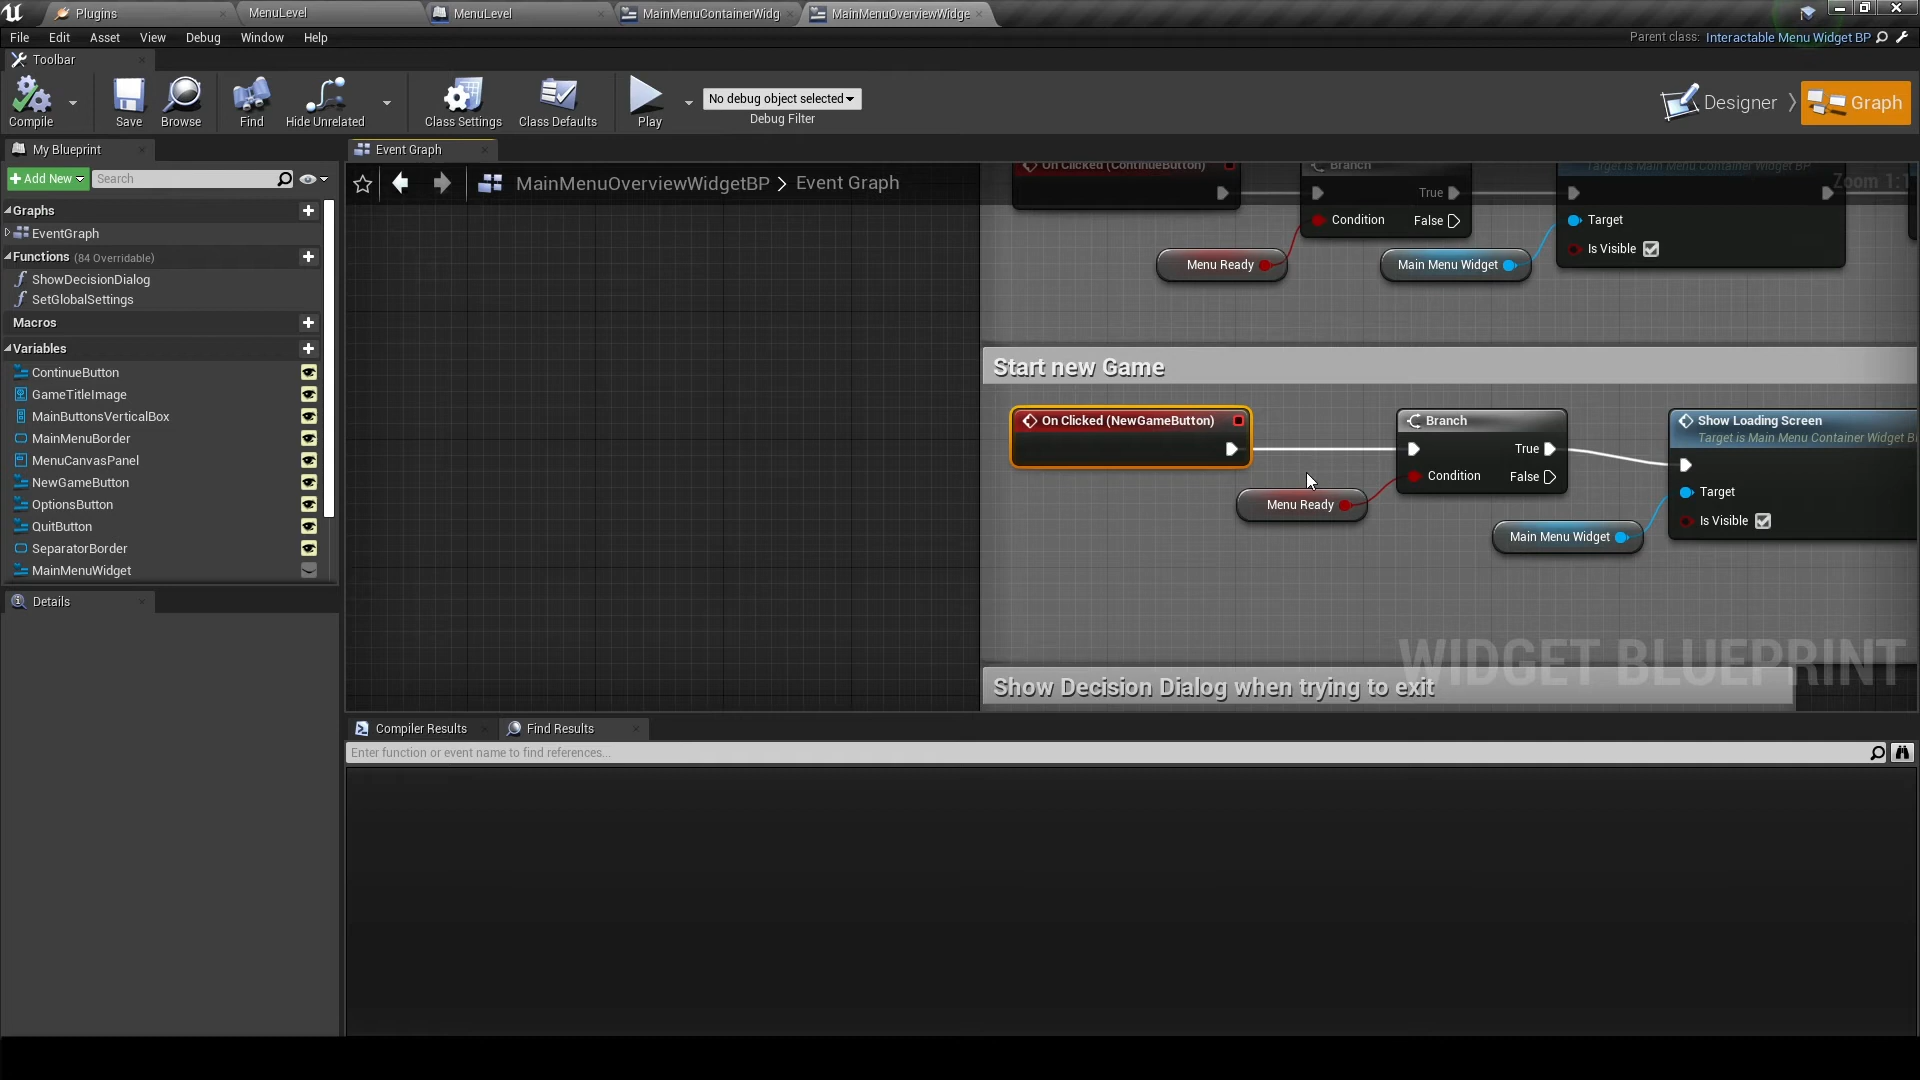 Plugins
MenuLevel
MenuLevel
MainMenuContainerWidg
MainMenuOverviewWidge
File Edit Asset View Debug Window Help
Parent class: Interactable Menu Widget BP
Toolbar
Compile
Save
Browse
Find
Hide Unrelated
Class Settings
Class Defaults
Play
No debug object selected
Debug Filter
Designer
Graph
My Blueprint
Event Graph
Add New
Search
MainMenuOverviewWidgetBP > Event Graph
Zoom 1:1
Graphs
EventGraph
Functions (84 Overridable)
ShowDecisionDialog
SetGlobalSettings
Macros
Variables
ContinueButton
GameTitleImage
MainButtonsVerticalBox
MainMenuBorder
MenuCanvasPanel
NewGameButton
OptionsButton
QuitButton
SeparatorBorder
MainMenuWidget
Details
On Clicked (ContinueButton)
Branch
Target is Main Menu Container Widget BP
True
Condition
False
Target
Is Visible
Menu Ready
Main Menu Widget
Start new Game
On Clicked (NewGameButton)
Branch
Show Loading Screen
Target is Main Menu Container Widget B
True
Condition
False
Target
Is Visible
Menu Ready
Main Menu Widget
WIDGET BLUEPRINT
Show Decision Dialog when trying to exit
Compiler Results
Find Results
Enter function or event name to find references...